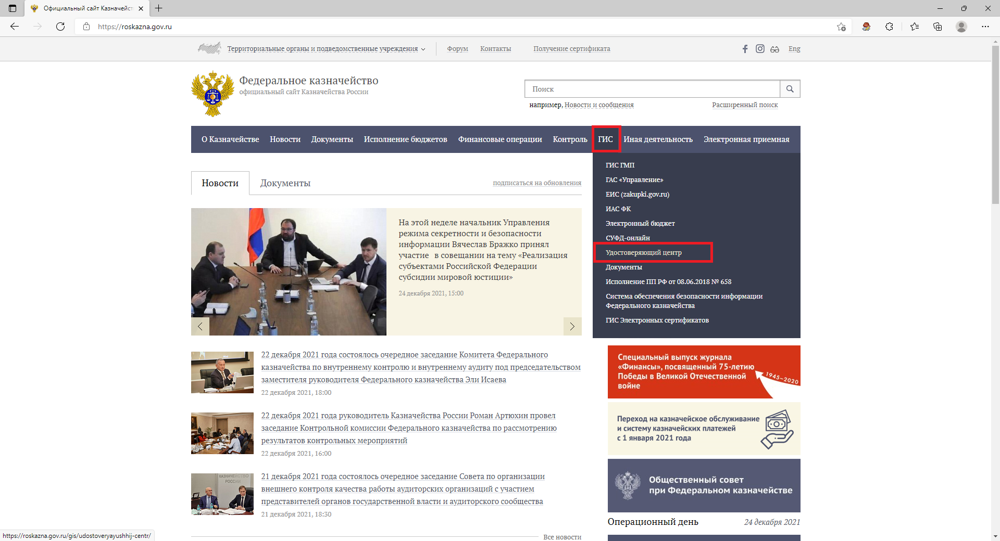 Официальный сайт Казначейст
https://roskazna.gov.ru
Территориальные органы и подведомственные учреждения
Форум
Контакты
Получение сертификата
Eng
Федеральное казначейство
официальный сайт Казначейства России
Поиск
например, Новости и сообщения
Расширенный поиск
О Казначействе
Новости
Документы
Исполнение бюджетов
Финансовые операции
Контроль
ГИС
Иная деятельность
Электронная приемная
ГИС ГМП
ГАС «Управление»
ЕИС (zakupki.gov.ru)
ИАС ФК
Электронный бюджет
СУФД-онлайн
Удостоверяющий центр
Документы
Исполнение ПП РФ от 08.06.2018 № 658
Система обеспечения безопасности информации
Федерального казначейства
ГИС Электронных сертификатов
Новости
Документы
подписаться на обновления
На этой неделе начальник Управления
режима секретности и безопасности
информации Вячеслав Бражко принял
участие в совещании на тему «Реализация
субъектами Российской Федерации
субсидии мировой юстиции»
24 декабря 2021, 15:00
22 декабря 2021 года состоялось очередное заседание Комитета Федерального
казначейства по внутреннему контролю и внутреннему аудиту под председательством
заместителя руководителя Федерального казначейства Эли Исаева
22 декабря 2021, 18:00
22 декабря 2021 года руководитель Казначейства России Роман Артюхин провел
заседание Контрольной комиссии Федерального казначейства по рассмотрению
результатов контрольных мероприятий
22 декабря 2021, 16:00
КАЗНАЧЕЙСТВО
РОССИИ
21 декабря 2021 года состоялось очередное заседание Совета по организации
внешнего контроля качества работы аудиторских организаций с участием
представителей органов государственной власти и аудиторского сообщества
21 декабря 2021, 18:30
Все новости
Специальный выпуск журнала
«Финансы», посвященный 75-летию
Победы в Великой Отечественной
войне
1945–2020
Переход на казначейское обслуживание
и систему казначейских платежей
с 1 января 2021 года
Общественный совет
при Федеральном казначействе
Операционный день
24 декабря 2021
https://roskazna.gov.ru/gis/udostoveryayushhij-centr/